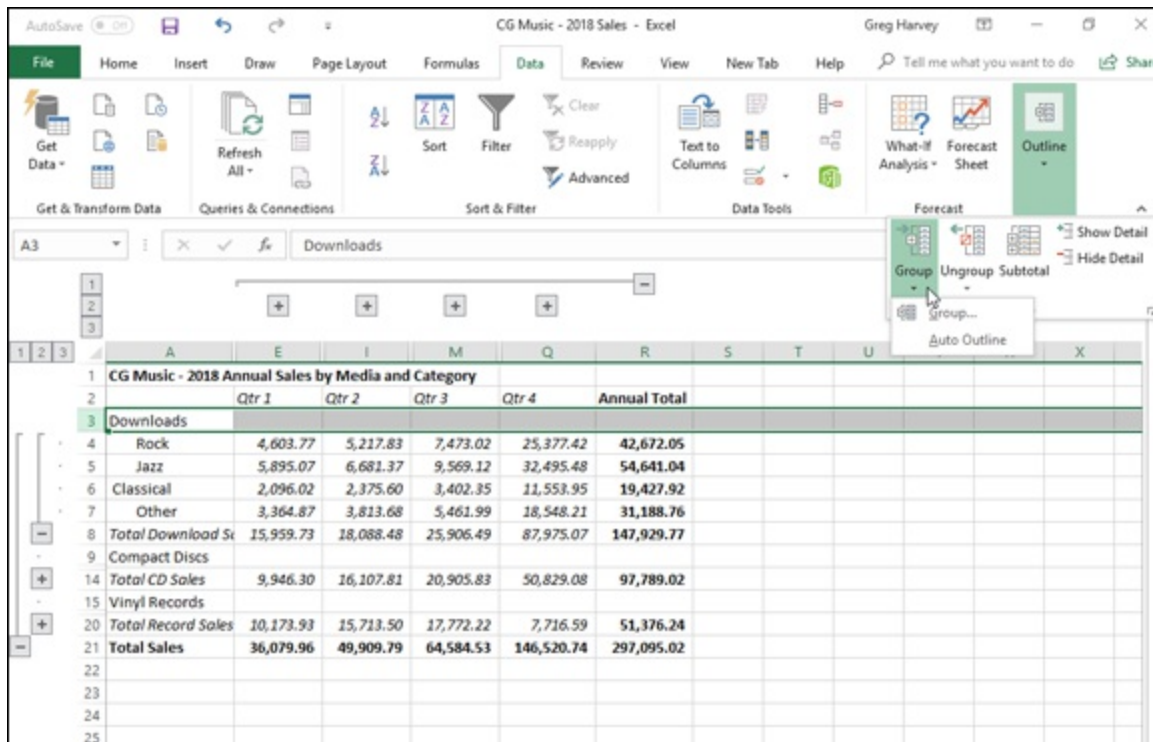 AutoSave Off CG Music - 2018 Sales - Excel Greg Harvey
File Home Insert Draw Page Layout Formulas Data Review View New Tab Help Tell me what you want to do Shar
Get Data
Refresh All
Sort
Filter
Clear
Reapply
Advanced
Text to Columns
What-If Analysis
Forecast Sheet
Outline
Get & Transform Data Queries & Connections Sort & Filter Data Tools Forecast
A3 fx Downloads
Group Ungroup Subtotal
Show Detail
Hide Detail
Group...
Auto Outline
1
2
3
1 2 3 A E I M Q R S T U X
1 CG Music - 2018 Annual Sales by Media and Category
2 Qtr 1 Qtr 2 Qtr 3 Qtr 4 Annual Total
3 Downloads
4 Rock 4,603.77 5,217.83 7,473.02 25,377.42 42,672.05
5 Jazz 5,895.07 6,681.37 9,569.12 32,495.48 54,641.04
6 Classical 2,096.02 2,375.60 3,402.35 11,553.95 19,427.92
7 Other 3,364.87 3,813.68 5,461.99 18,548.21 31,188.76
8 Total Download Sa 15,959.73 18,088.48 25,906.49 87,975.07 147,929.77
9 Compact Discs
14 Total CD Sales 9,946.30 16,107.81 20,905.83 50,829.08 97,789.02
15 Vinyl Records
20 Total Record Sales 10,173.93 15,713.50 17,772.22 7,716.59 51,376.24
21 Total Sales 36,079.96 49,909.79 64,584.53 146,520.74 297,095.02
22
23
24
25